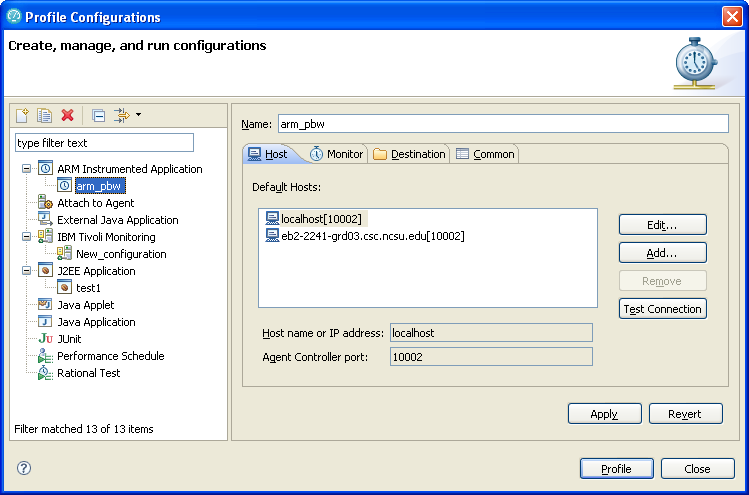 Profile Configurations
Create, manage, and run configurations
type filter text
ARM Instrumented Application
arm_pbw
Attach to Agent
External Java Application
IBM Tivoli Monitoring
New_configuration
J2EE Application
test1
Java Applet
Java Application
JU JUnit
Performance Schedule
Rational Test
Filter matched 13 of 13 items
Name: arm_pbw
Host Monitor Destination Common
Default Hosts:
localhost[10002]
eb2-2241-grd03.csc.ncsu.edu[10002]
Edit...
Add...
Remove
Test Connection
Host name or IP address: localhost
Agent Controller port: 10002
Apply Revert
? Profile Close